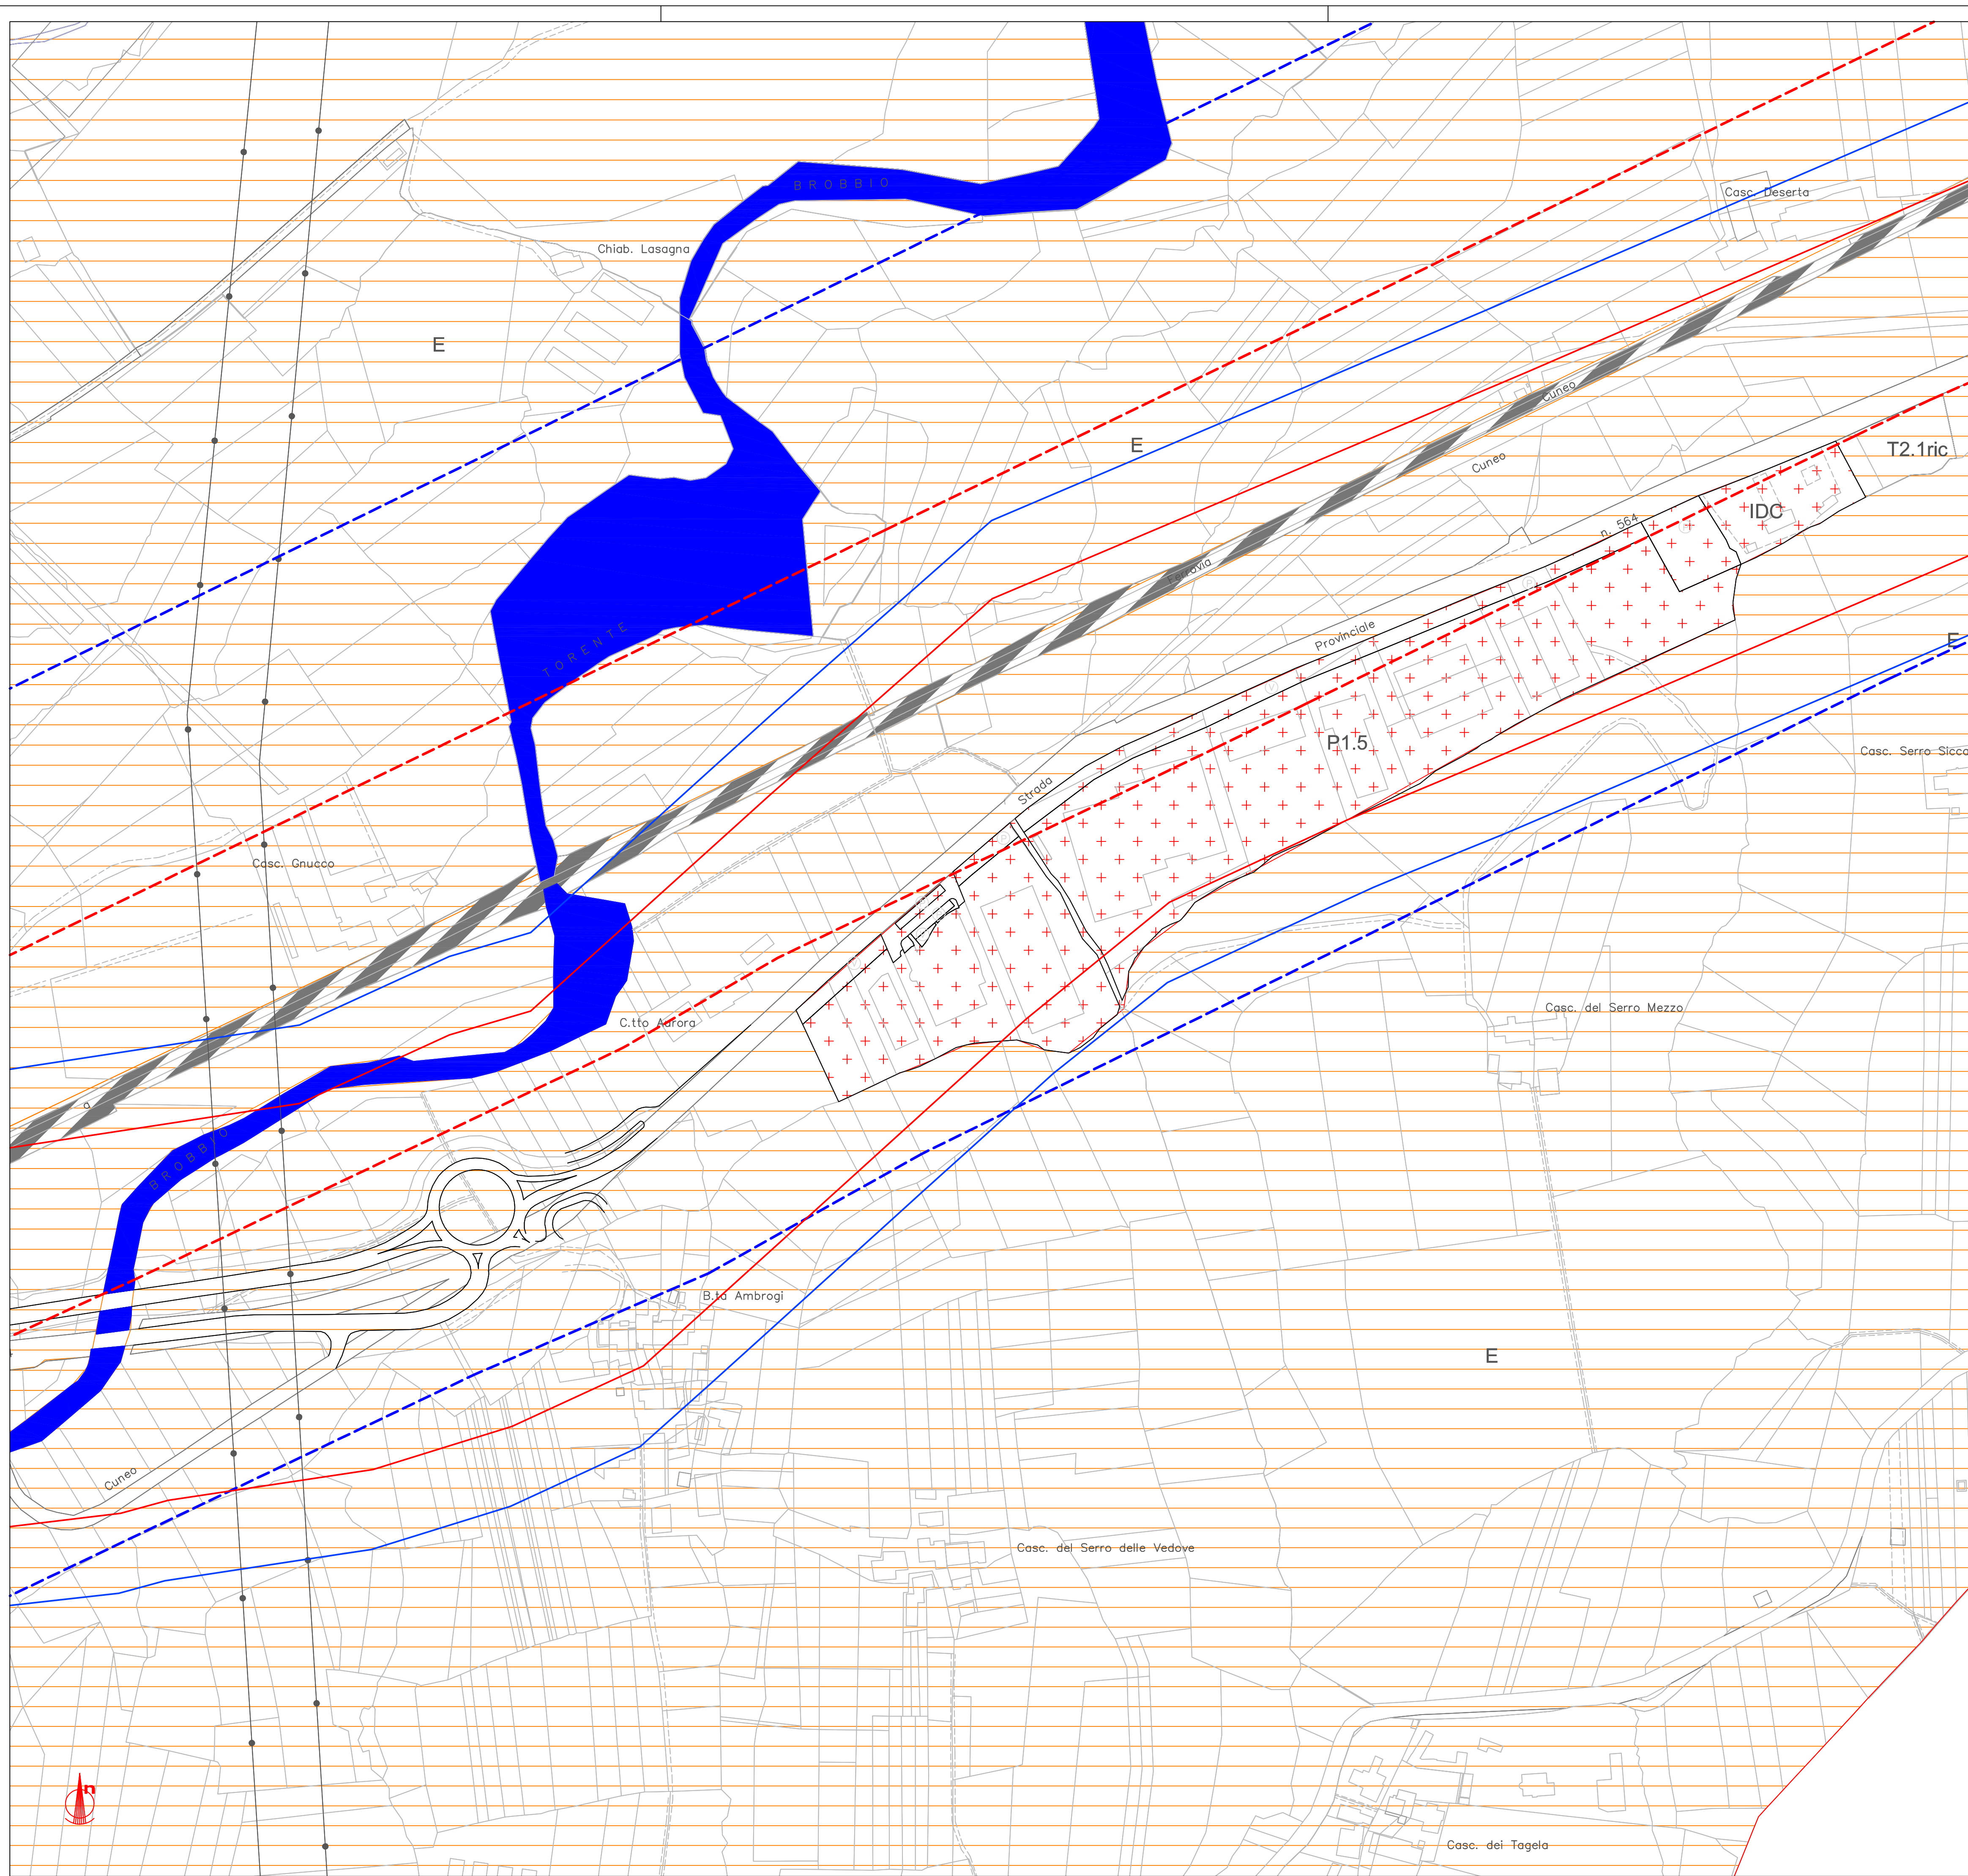 BROBBIO
Casc. Deserta
Chiab. Lasagna
E
Cuneo
E
T2.1ric
Cuneo
IDC
n. 564
Ferrovia
TORENTE
Provinciale
E
P1.5
Casc. Serro Sicca
Strada
Casc. Gnucco
Casc. del Serro Mezzo
C.tto Aurora
a
BROBBIO
B.ta Ambrogi
E
Cuneo
Casc. del Serro delle Vedove
n
Casc. dei Tagela